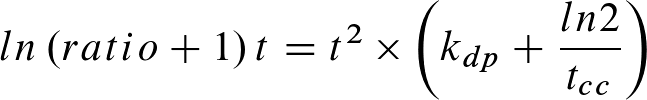 ln (ratio + 1) t = t² × (k_dp + ln2/t_cc)